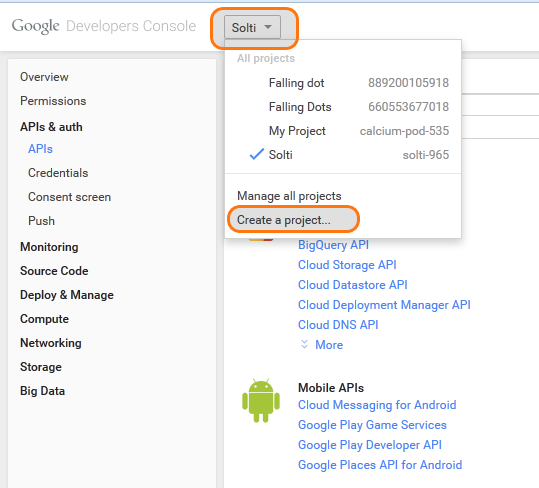 Google Developers Console
Solti
All projects
Falling dot 889200105918
Falling Dots 660553677018
My Project calcium-pod-535
Solti solti-965
Manage all projects
Create a project...
Overview
Permissions
APIs & auth
APIs
Credentials
Consent screen
Push
Monitoring
Source Code
Deploy & Manage
Compute
Networking
Storage
Big Data
BigQuery API
Cloud Storage API
Cloud Datastore API
Cloud Deployment Manager API
Cloud DNS API
More
Mobile APIs
Cloud Messaging for Android
Google Play Game Services
Google Play Developer API
Google Places API for Android